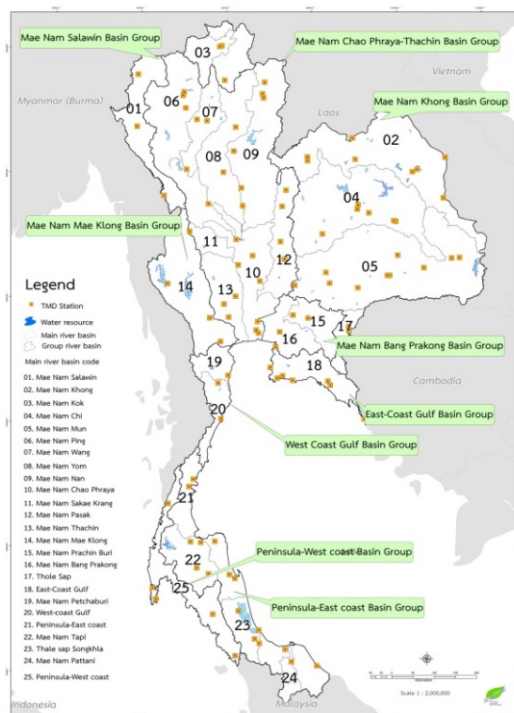 Mae Nam Salawin Basin Group
Mae Nam Chao Phraya-Thachin Basin Group
Vietnam
Myanmar (Burma)
Laos
Mae Nam Khong Basin Group
03
01
06
07
02
08
09
04
Mae Nam Mae Klong Basin Group
11
12
10
05
14
13
15
17
16
Mae Nam Bang Prakong Basin Group
19
18
Cambodia
East-Coast Gulf Basin Group
20
West Coast Gulf Basin Group
21
Peninsula-West coast Basin Group
22
25
Peninsula-East coast Basin Group
23
24
Legend
TMD Station
Water resource
Main river basin
Group river basin
Main river basin code
01. Mae Nam Salawin
02. Mae Nam Khong
03. Mae Nam Kok
04. Mae Nam Chi
05. Mae Nam Mun
06. Mae Nam Ping
07. Mae Nam Wang
08. Mae Nam Yom
09. Mae Nam Nan
10. Mae Nam Chao Phraya
11. Mae Nam Sakae Krang
12. Mae Nam Pasak
13. Mae Nam Thachin
14. Mae Nam Mae Klong
15. Mae Nam Prachin Buri
16. Mae Nam Bang Prakong
17. Thole Sap
18. East-Coast Gulf
19. Mae Nam Petchaburi
20. West-coast Gulf
21. Peninsula-East coast
22. Mae Nam Tapi
23. Thale sap Songkhla
24. Mae Nam Pattani
25. Peninsula-West coast
Scale 1 : 2,000,000
Indonesia
Malaysia